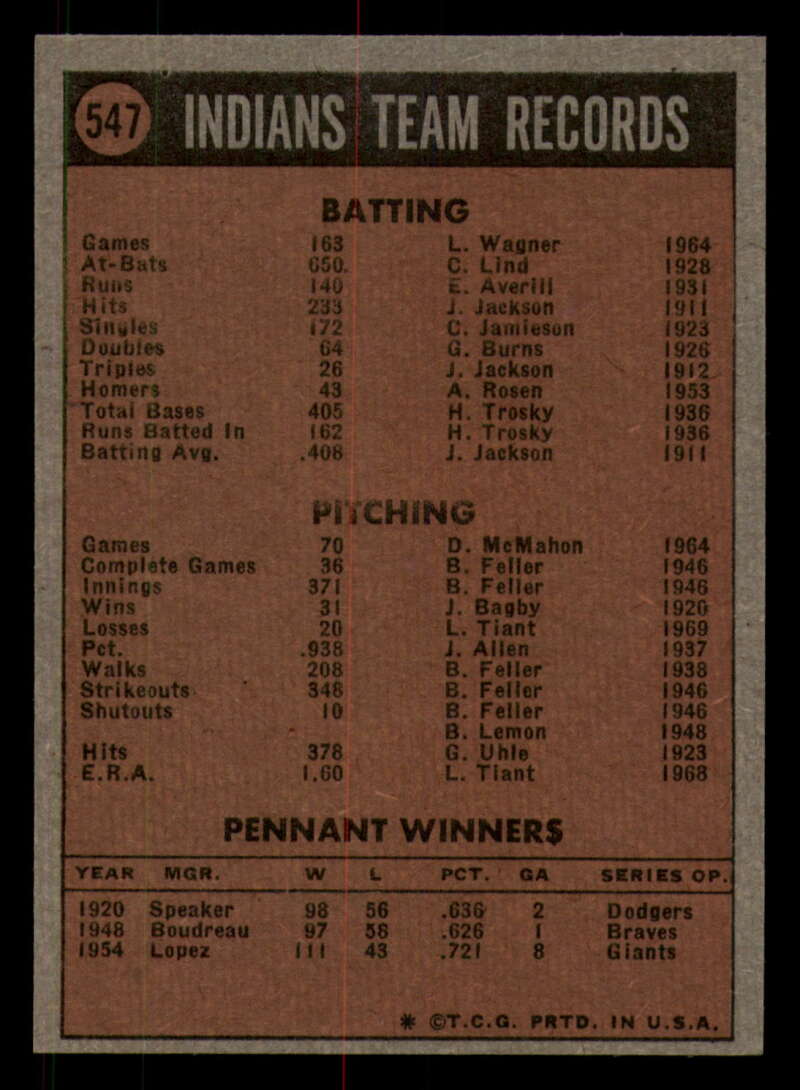 547 INDIANS TEAM RECORDS
BATTING
Games 163 L. Wagner 1964
At-Bats 650. C. Lind 1928
Runs 140 E. Averill 1931
Hits 233 J. Jackson 1911
Singles 172 C. Jamieson 1923
Doubles 64 G. Burns 1926
Triples 26 J. Jackson 1912
Homers 43 A. Rosen 1953
Total Bases 405 H. Trosky 1936
Runs Batted In 162 H. Trosky 1936
Batting Avg. .408 J. Jackson 1911
PITCHING
Games 70 D. McMahon 1964
Complete Games 36 B. Feller 1946
Innings 371 B. Feller 1946
Wins 31 J. Bagby 1920
Losses 20 L. Tiant 1969
Pct. .938 J. Allen 1937
Walks 208 B. Feller 1938
Strikeouts 348 B. Feller 1946
Shutouts 10 B. Feller 1946
B. Lemon 1948
Hits 378 G. Uhle 1923
E.R.A. 1.60 L. Tiant 1968
PENNANT WINNERS
YEAR MGR. W L PCT. GA SERIES OP.
1920 Speaker 98 56 .636 2 Dodgers
1948 Boudreau 97 58 .626 1 Braves
1954 Lopez 111 43 .721 8 Giants
* ©T.C.G. PRTD. IN U.S.A.